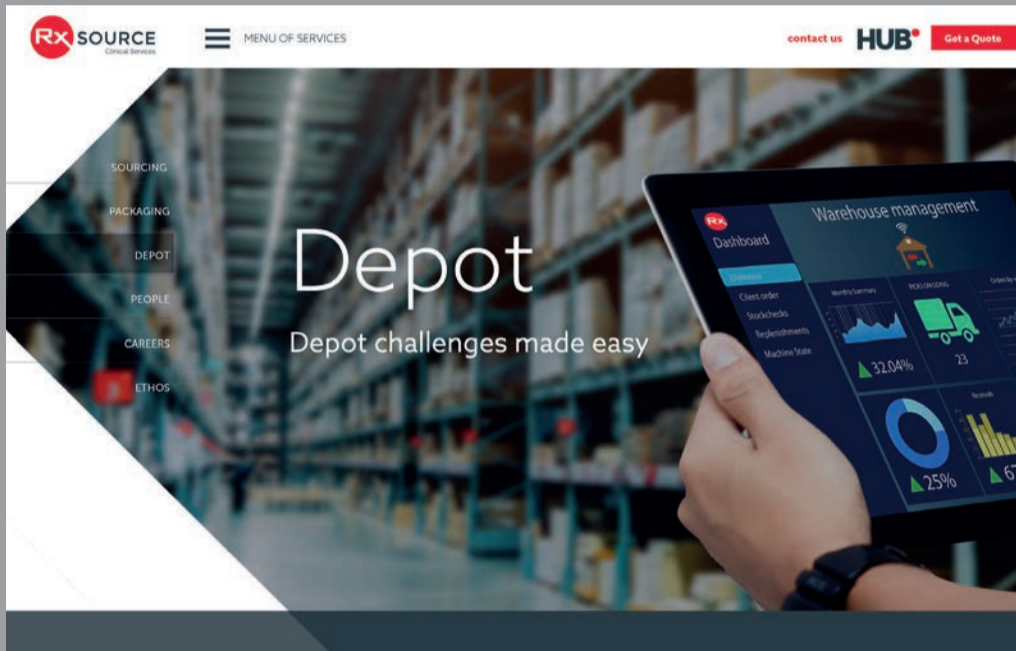 Rx SOURCE
Clinical Services
MENU OF SERVICES
contact us
HUB
Get a Quote
SOURCING
PACKAGING
DEPOT
PEOPLE
CAREERS
ETHOS
Depot
Depot challenges made easy
Rx
Dashboard
Warehouse management
Client order
Stockchecks
Replenishments
Machine State
Monthly Summary
32.04%
PICKS ON GOING
23
25%
Receivals